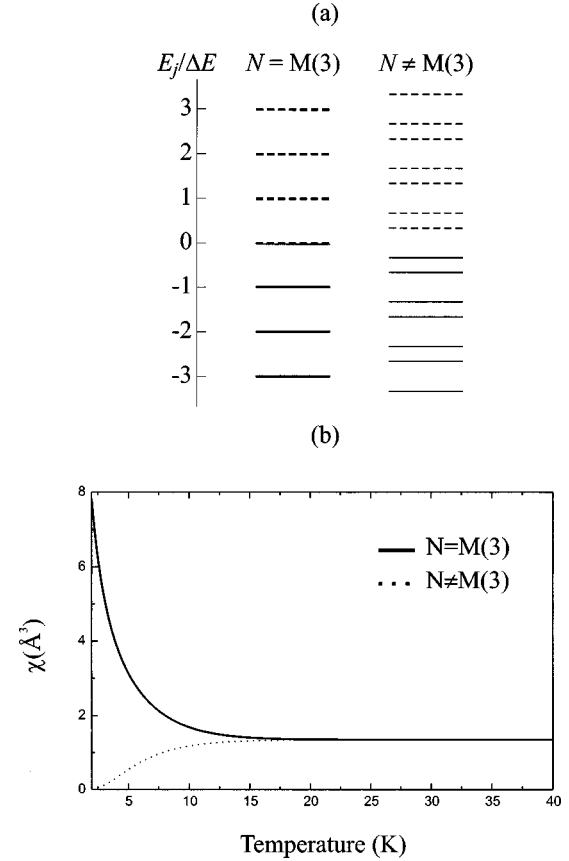 (a)
E_j/ΔE N = M(3) N ≠ M(3)
3
2
1
0
-1
-2
-3
(b)
8
6
4
2
0
χ(Å³)
N=M(3)
N≠M(3)
5 10 15 20 25 30 35 40
Temperature (K)